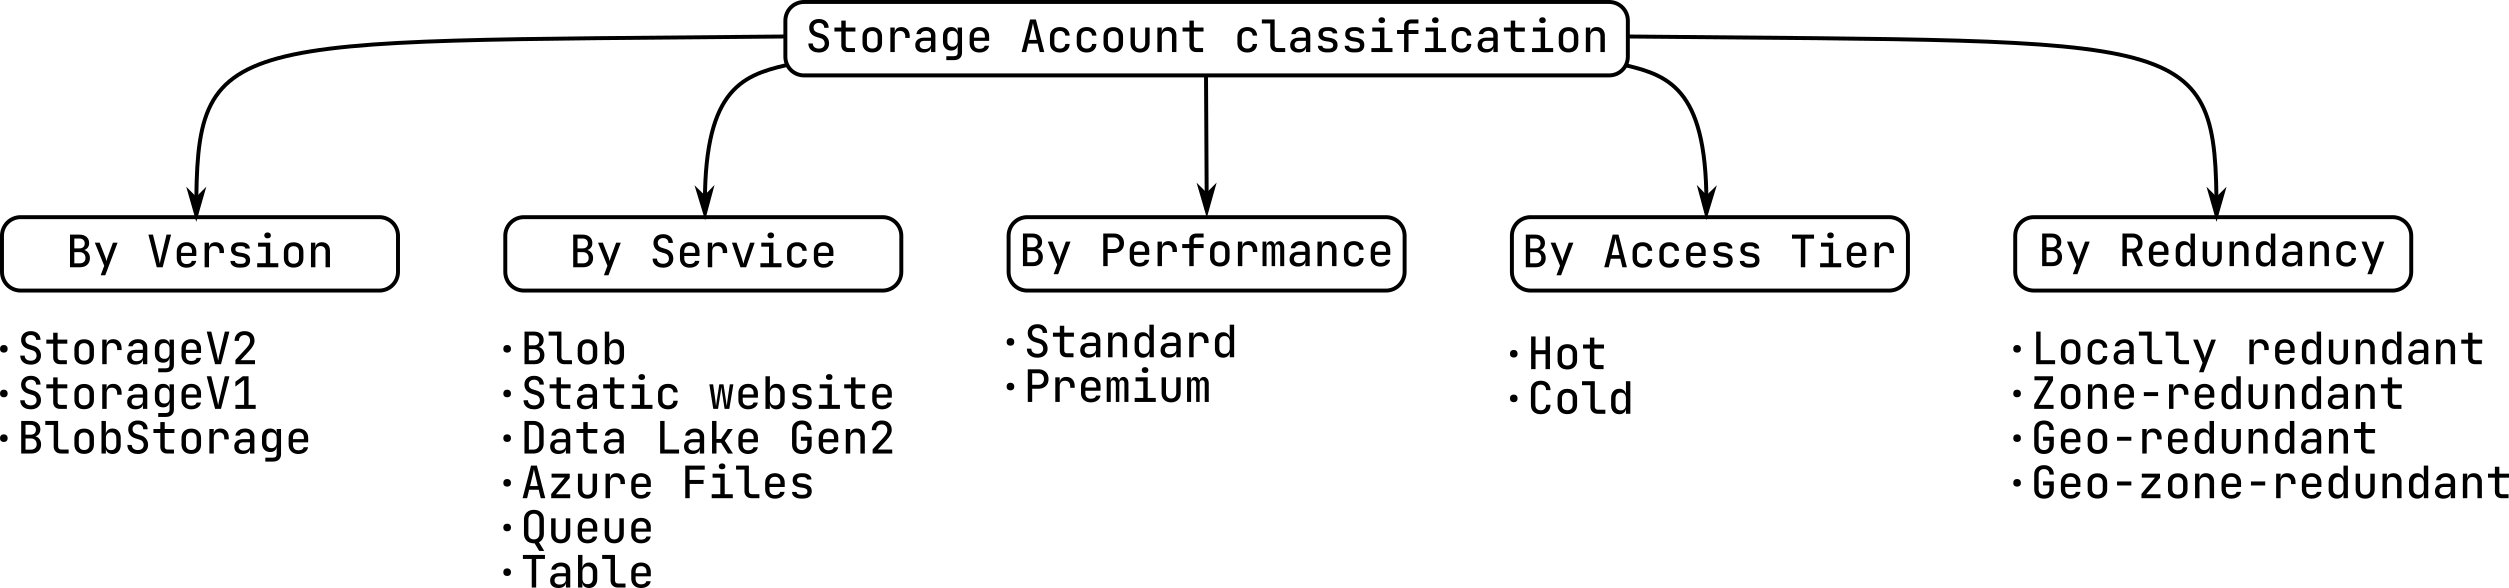 Storage Account classification
By Version
By Service
By Performance
By Access Tier
By Redundancy
·StorageV2
·StorageV1
·BlobStorage
·Blob
·Static website
·Data Lake Gen2
·Azure Files
·Queue
·Table
·Standard
·Premium
·Hot
·Cold
·Locally redundant
·Zone-redundant
·Geo-redundant
·Geo-zone-redundant